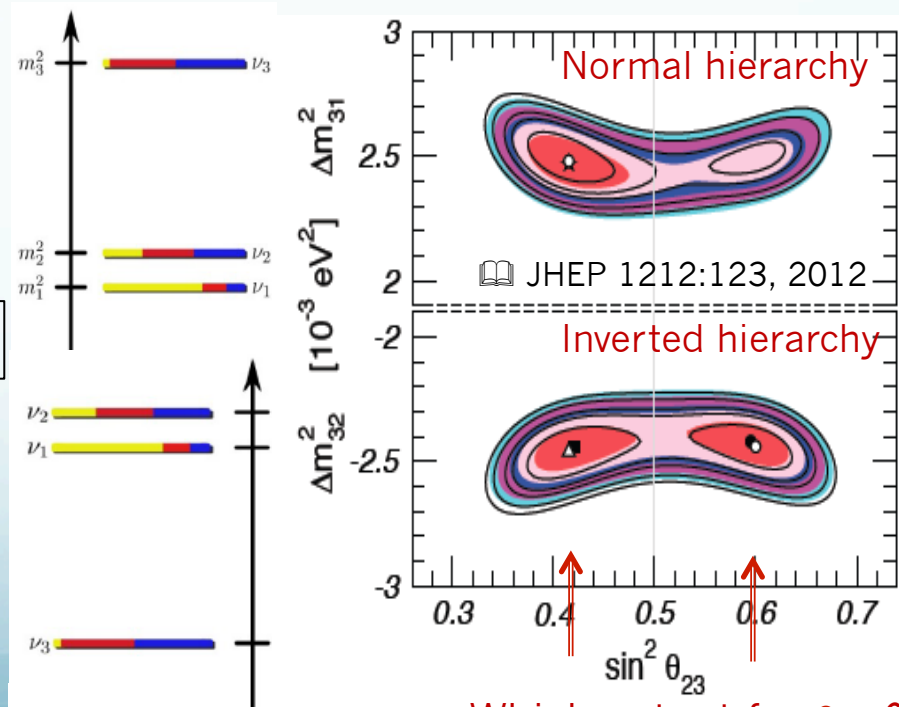 m²₃
ν₃
m²₂
ν₂
m²₁
ν₁
ν₂
ν₁
ν₃
Δm²₃₁
[10⁻³ eV²]
Δm²₃₂
3
2.5
2
-2
-2.5
-3
Normal hierarchy
🕮 JHEP 1212:123, 2012
Inverted hierarchy
0.3 0.4 0.5 0.6 0.7
sin² θ₂₃